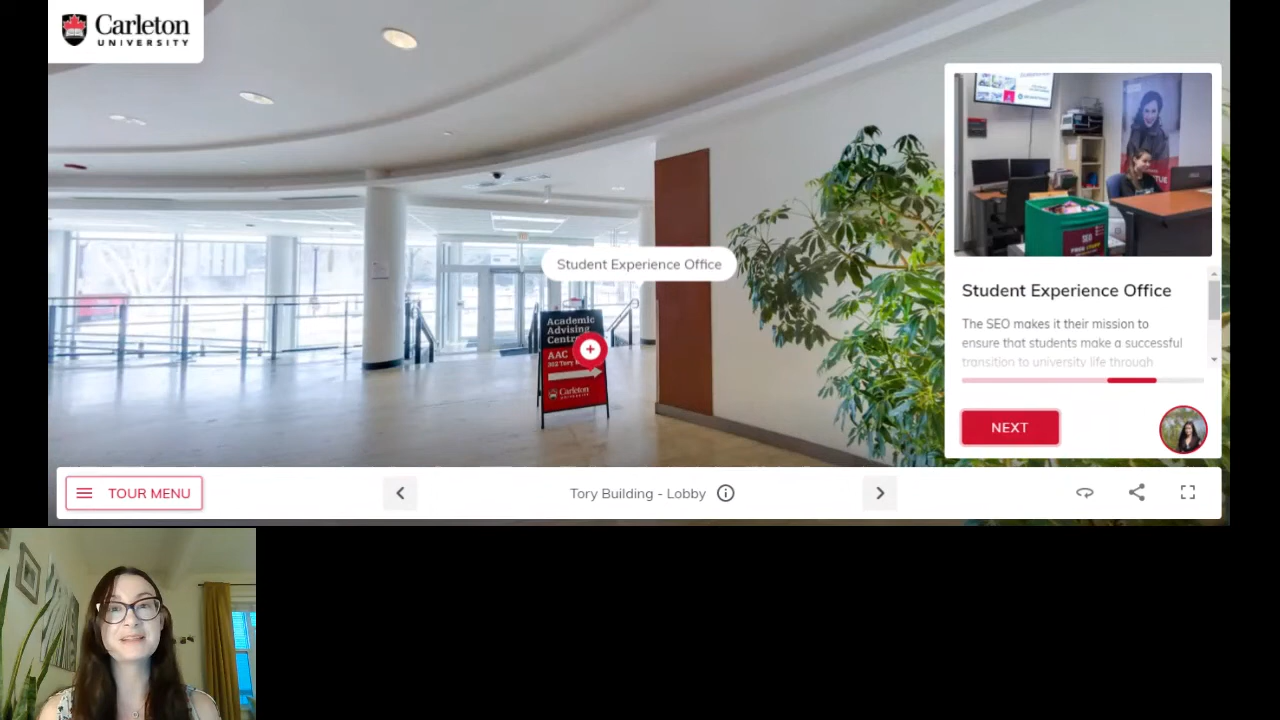 Carleton
UNIVERSITY
Student Experience Office
Academic
Advising
AAC
Carleton
UNIVERSITY
SEO
Student Experience Office
The SEO makes it their mission to
ensure that students make a successful
transition to university life through
NEXT
TOUR MENU
Tory Building - Lobby